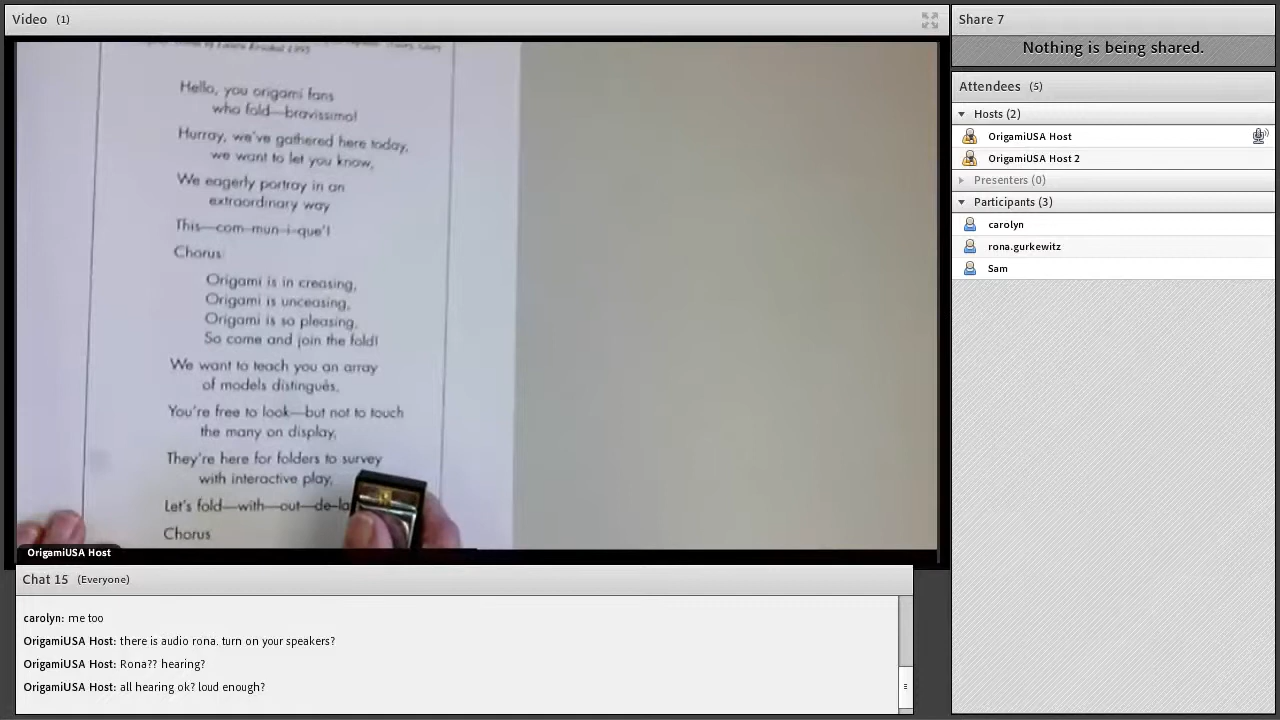 Video (1)
1995
Hello, you origami fans
who fold—bravissimo!
Hurray, we've gathered here today,
we want to let you know,
We eagerly portray in an
extraordinary way
This—com-mun-i-que'!
Chorus
Origami is in creasing,
Origami is unceasing,
Origami is so pleasing,
So come and join the fold!
We want to teach you an array
of models distingués,
You're free to look—but not to touch
the many on display,
They're here for folders to survey
with interactive play,
Let's fold—with—out—de-la
Chorus
OrigamiUSA Host
Chat 15 (Everyone)
carolyn: me too
OrigamiUSA Host: there is audio rona. turn on your speakers?
OrigamiUSA Host: Rona?? hearing?
OrigamiUSA Host: all hearing ok? loud enough?
Share 7
Nothing is being shared.
Attendees (5)
Hosts (2)
OrigamiUSA Host
OrigamiUSA Host 2
Presenters (0)
Participants (3)
carolyn
rona.gurkewitz
Sam